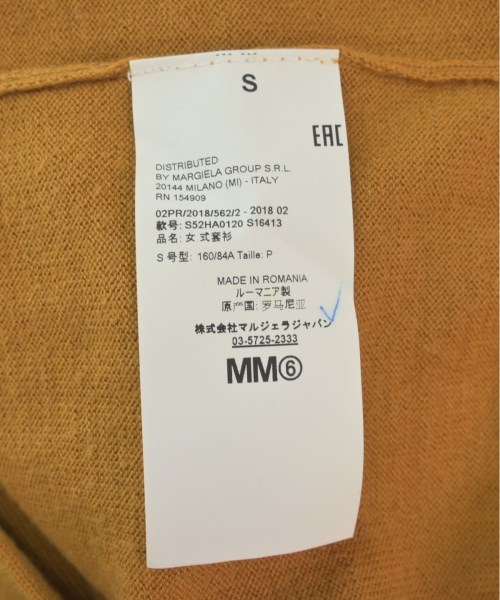 S
EAC
DISTRIBUTED
BY MARGIELA GROUP S.R.L.
20144 MILANO (MI) - ITALY
RN 154909
02PR/2018/562/2 - 2018 02
款号: S52HA0120 S16413
品名: 女 式套衫
S 号型: 160/84A Taille: P
MADE IN ROMANIA
ルーマニア製
原产国: 罗马尼亚
株式会社マルジェラジャパン
03-5725-2333
MM⑥